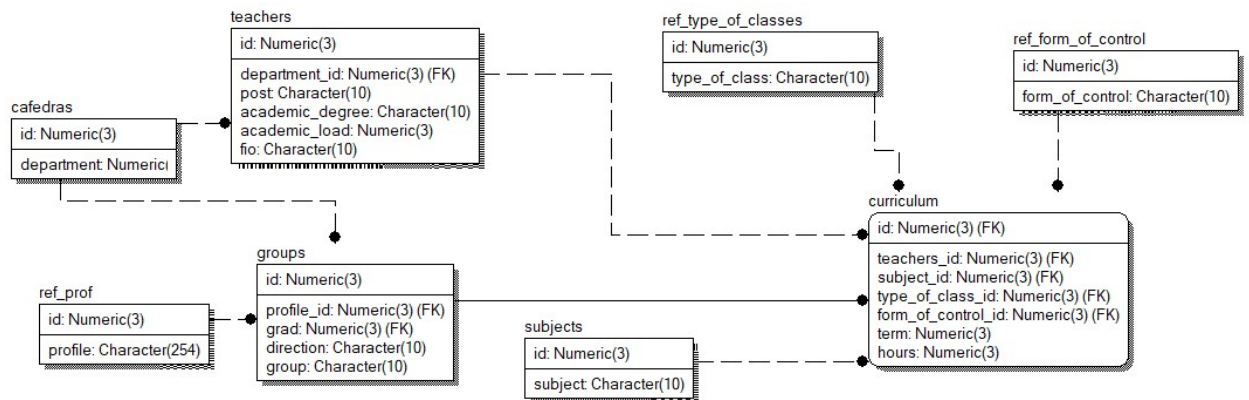 teachers
id: Numeric(3)
department_id: Numeric(3) (FK)
post: Character(10)
academic_degree: Character(10)
academic_load: Numeric(3)
fio: Character(10)
ref_type_of_classes
id: Numeric(3)
type_of_class: Character(10)
ref_form_of_control
id: Numeric(3)
form_of_control: Character(10)
cafedras
id: Numeric(3)
department: Numeric(
curriculum
id: Numeric(3) (FK)
teachers_id: Numeric(3) (FK)
subject_id: Numeric(3) (FK)
type_of_class_id: Numeric(3) (FK)
form_of_control_id: Numeric(3) (FK)
term: Numeric(3)
hours: Numeric(3)
groups
id: Numeric(3)
profile_id: Numeric(3) (FK)
grad: Numeric(3) (FK)
direction: Character(10)
group: Character(10)
ref_prof
id: Numeric(3)
profile: Character(254)
subjects
id: Numeric(3)
subject: Character(10)